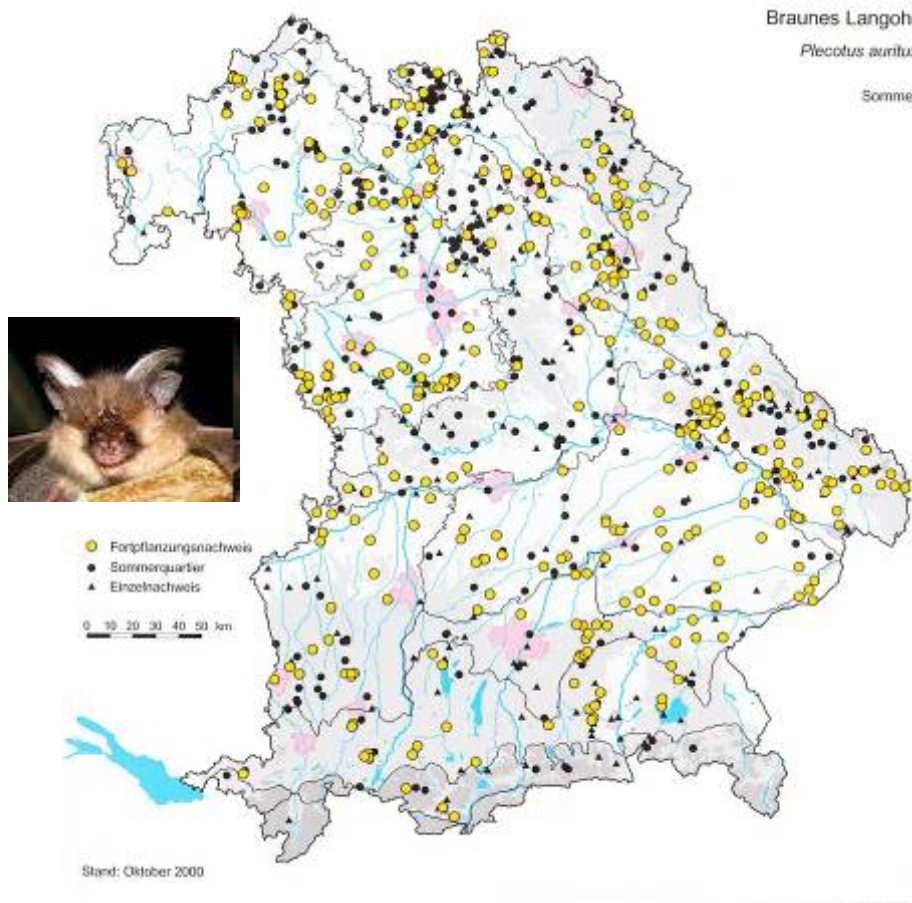 Braunes Langoh
Plecotus auritu
Somme
Fortpflanzungsnachweis
Sommerquartier
Einzelnachweis
0 10 20 30 40 50 km
Stand: Oktober 2000